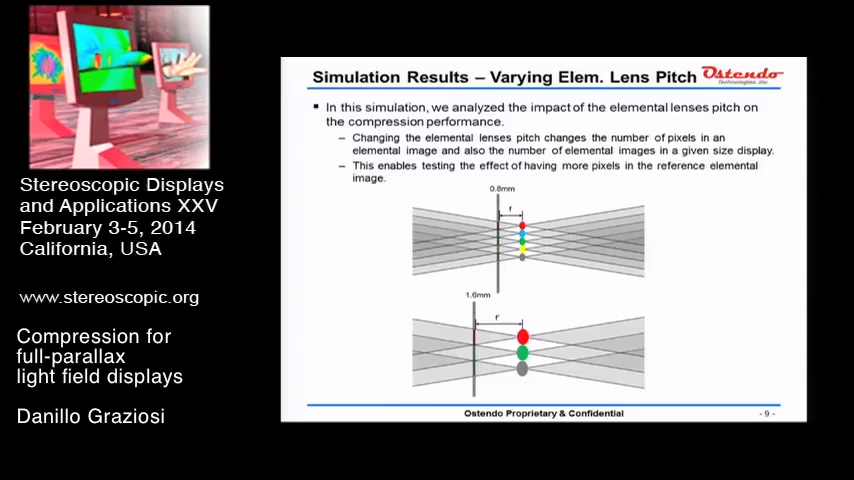 Stereoscopic Displays
and Applications XXV
February 3-5, 2014
California, USA
www.stereoscopic.org
Compression for
full-parallax
light field displays
Danillo Graziosi
Simulation Results – Varying Elem. Lens Pitch
Ostendo
Technologies, Inc.
▪ In this simulation, we analyzed the impact of the elemental lenses pitch on
the compression performance.
– Changing the elemental lenses pitch changes the number of pixels in an
elemental image and also the number of elemental images in a given size display.
– This enables testing the effect of having more pixels in the reference elemental
image.
0.8mm
f
1.6mm
f'
Ostendo Proprietary & Confidential
- 9 -